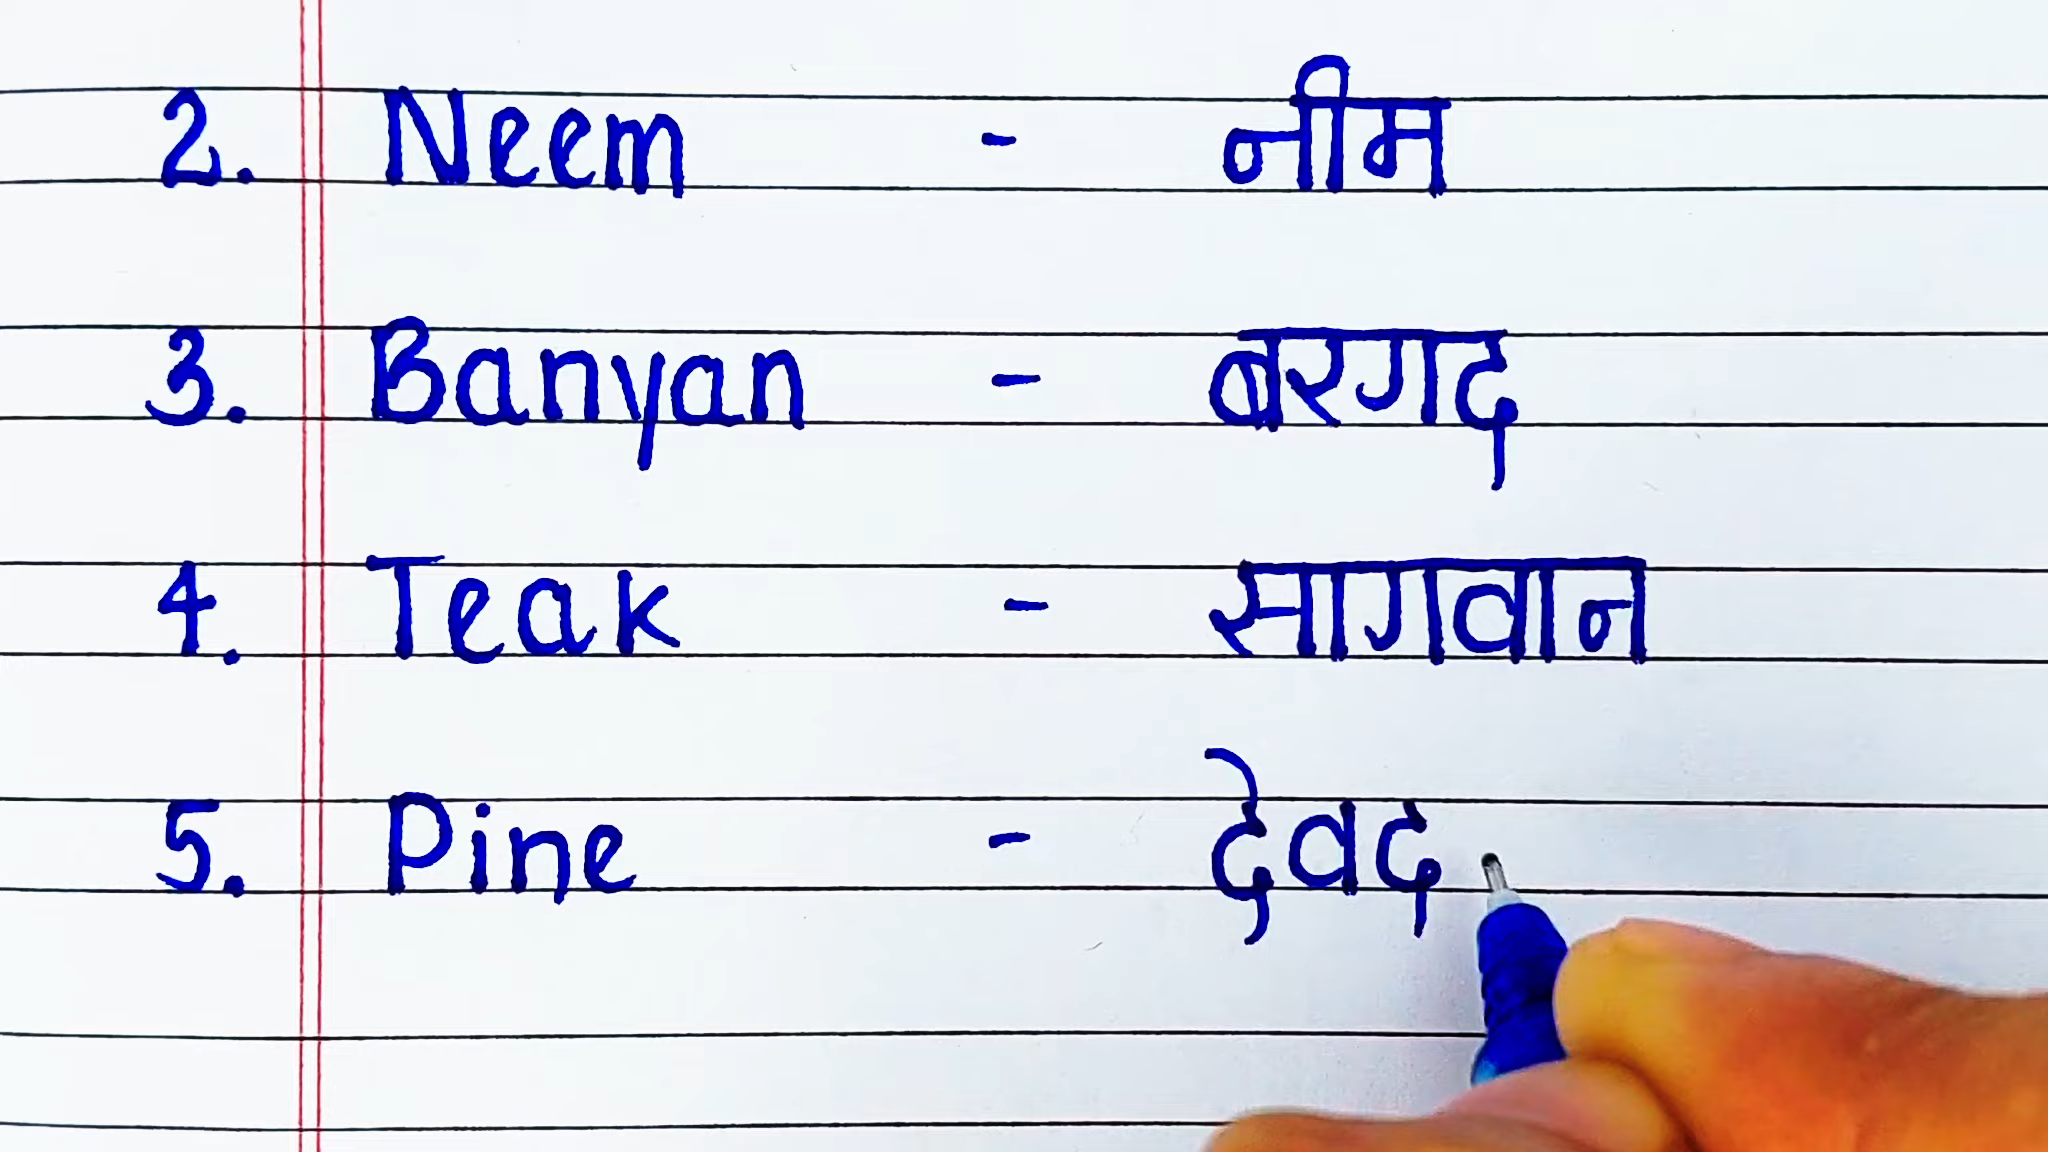 2. Neem - नीम
3. Banyan - बरगद
4. Teak - सागवान
5. Pine - देवद